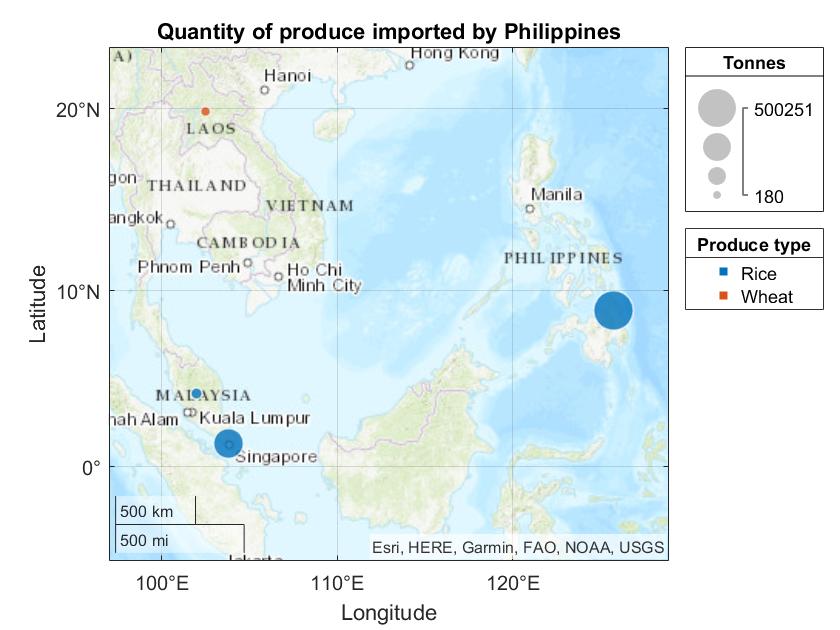 Quantity of produce imported by Philippines
A)
Hong Kong
Hanoi
20°N
LAOS
gon
THAILAND
Manila
VIETNAM
angkok
CAMBODIA
PHILIPPINES
Phnom Penh
Ho Chi
Minh City
10°N
MALAYSIA
nah Alam
Kuala Lumpur
Singapore
0°
500 km
500 mi
Jakarta
Esri, HERE, Garmin, FAO, NOAA, USGS
100°E
110°E
120°E
Latitude
Longitude
Tonnes
500251
180
Produce type
Rice
Wheat